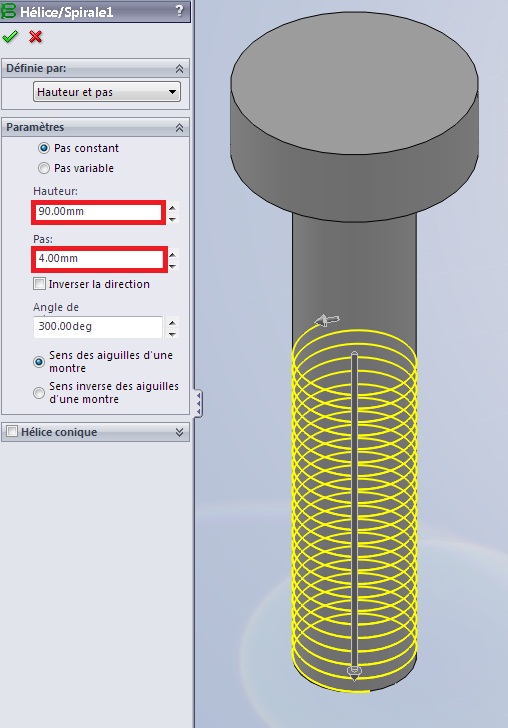 Hélice/Spirale1
?
Définie par:
Hauteur et pas
Paramètres
Pas constant
Pas variable
Hauteur:
90.00mm
Pas:
4.00mm
Inverser la direction
Angle de
300.00deg
Sens des aiguilles d'une
montre
Sens inverse des aiguilles
d'une montre
Hélice conique